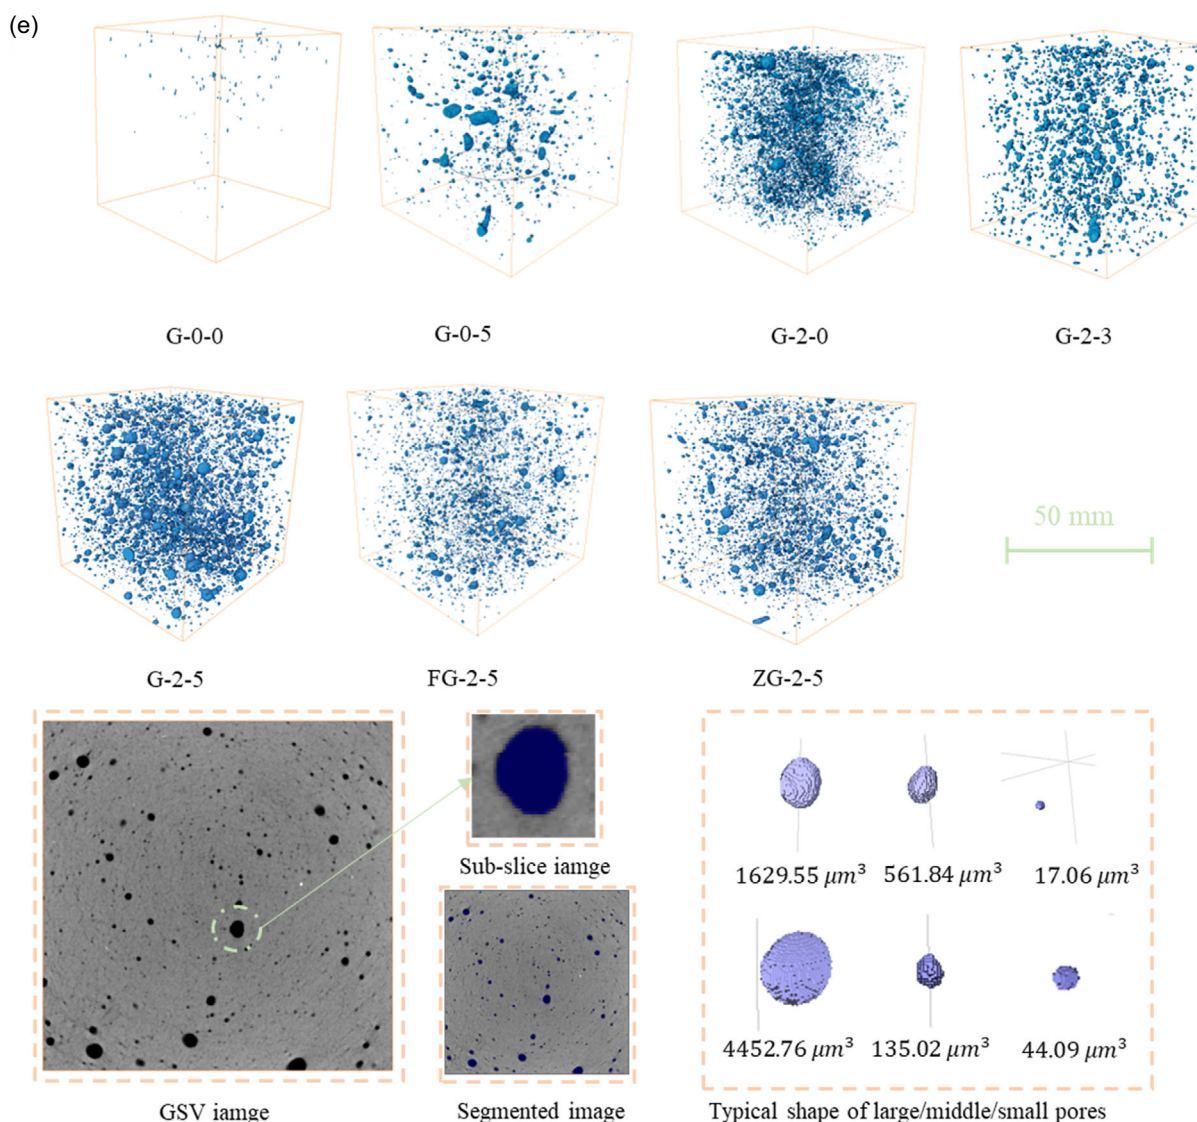 (e)
G-0-0
G-0-5
G-2-0
G-2-3
50 mm
G-2-5
FG-2-5
ZG-2-5
Sub-slice iamge
1629.55 μm³
561.84 μm³
17.06 μm³
4452.76 μm³
135.02 μm³
44.09 μm³
GSV iamge
Segmented image
Typical shape of large/middle/small pores